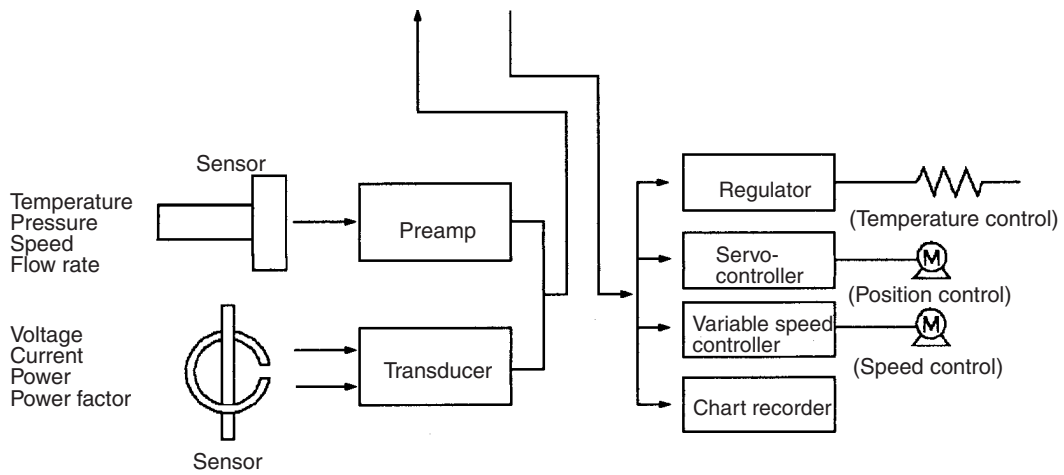 Sensor
Temperature
Pressure
Speed
Flow rate
Preamp
Voltage
Current
Power
Power factor
Transducer
Sensor
Regulator
(Temperature control)
Servo-
controller
M
(Position control)
Variable speed
controller
M
(Speed control)
Chart recorder